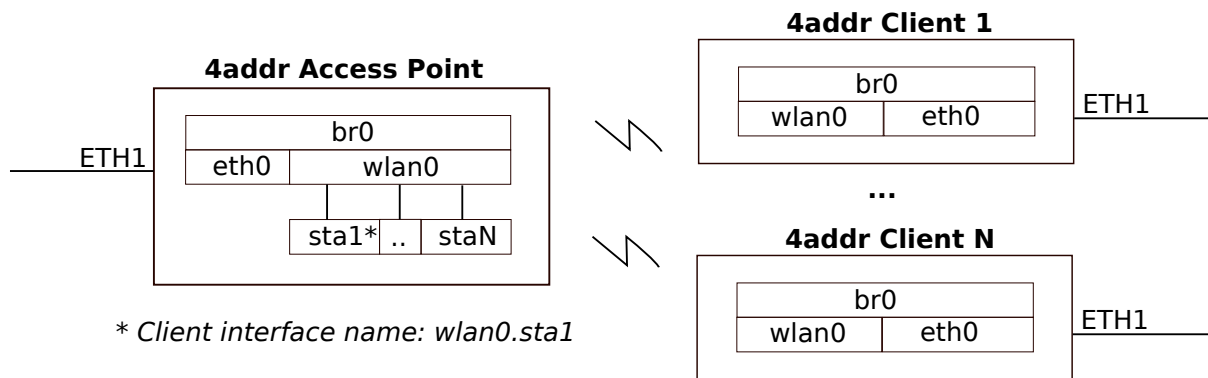 4addr Access Point
ETH1
br0
eth0 wlan0
sta1* .. staN
* Client interface name: wlan0.sta1
4addr Client 1
br0
wlan0 eth0
ETH1
...
4addr Client N
br0
wlan0 eth0
ETH1